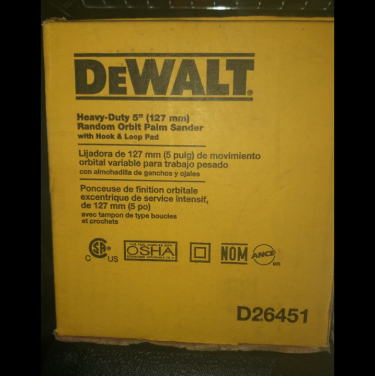 DEWALT
Heavy-Duty 5" (127 mm)
Random Orbit Palm Sander
with Hook & Loop Pad
Lijadora de 127 mm (5 pulg) de movimiento
orbital variable para trabajo pesado
con almohadilla de ganchos y ojales
Ponceuse de finition orbitale
excentrique de service intensif,
de 127 mm (5 po)
avec tampon de type boucles
et crochets
C SA US
OSHA
NOM
ANCE
D26451